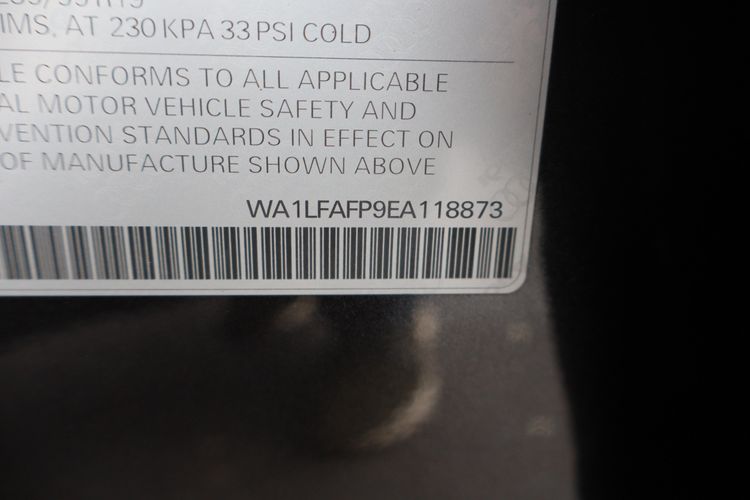 IMS. AT 230 KPA 33 PSI COLD
LE CONFORMS TO ALL APPLICABLE
AL MOTOR VEHICLE SAFETY AND
VENTION STANDARDS IN EFFECT ON
OF MANUFACTURE SHOWN ABOVE
WA1LFAFP9EA118873